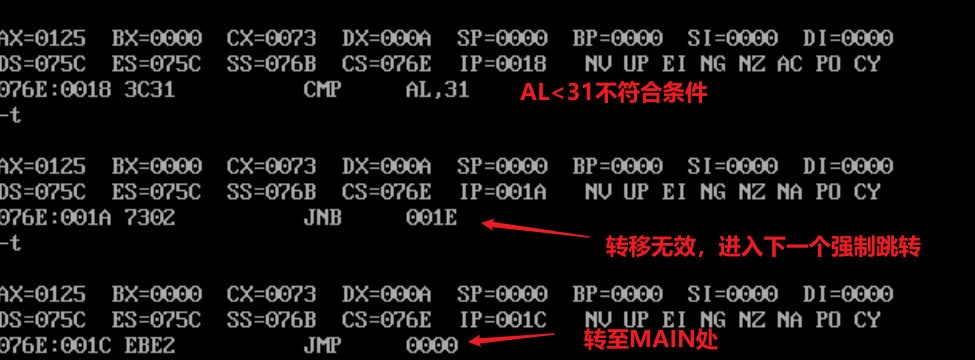 AX=0125 BX=0000 CX=0073 DX=000A SP=0000 BP=0000 SI=0000 DI=0000
DS=075C ES=075C SS=076B CS=076E IP=0018 NV UP EI NG NZ AC PO CY
076E:0018 3C31 CMP AL,31 AL<31不符合条件
-t
AX=0125 BX=0000 CX=0073 DX=000A SP=0000 BP=0000 SI=0000 DI=0000
DS=075C ES=075C SS=076B CS=076E IP=001A NV UP EI NG NZ NA PO CY
076E:001A 7302 JNB 001E
-t
转移无效，进入下一个强制跳转
AX=0125 BX=0000 CX=0073 DX=000A SP=0000 BP=0000 SI=0000 DI=0000
DS=075C ES=075C SS=076B CS=076E IP=001C NV UP EI NG NZ NA PO CY
076E:001C EBE2 JMP 0000 转至MAIN处